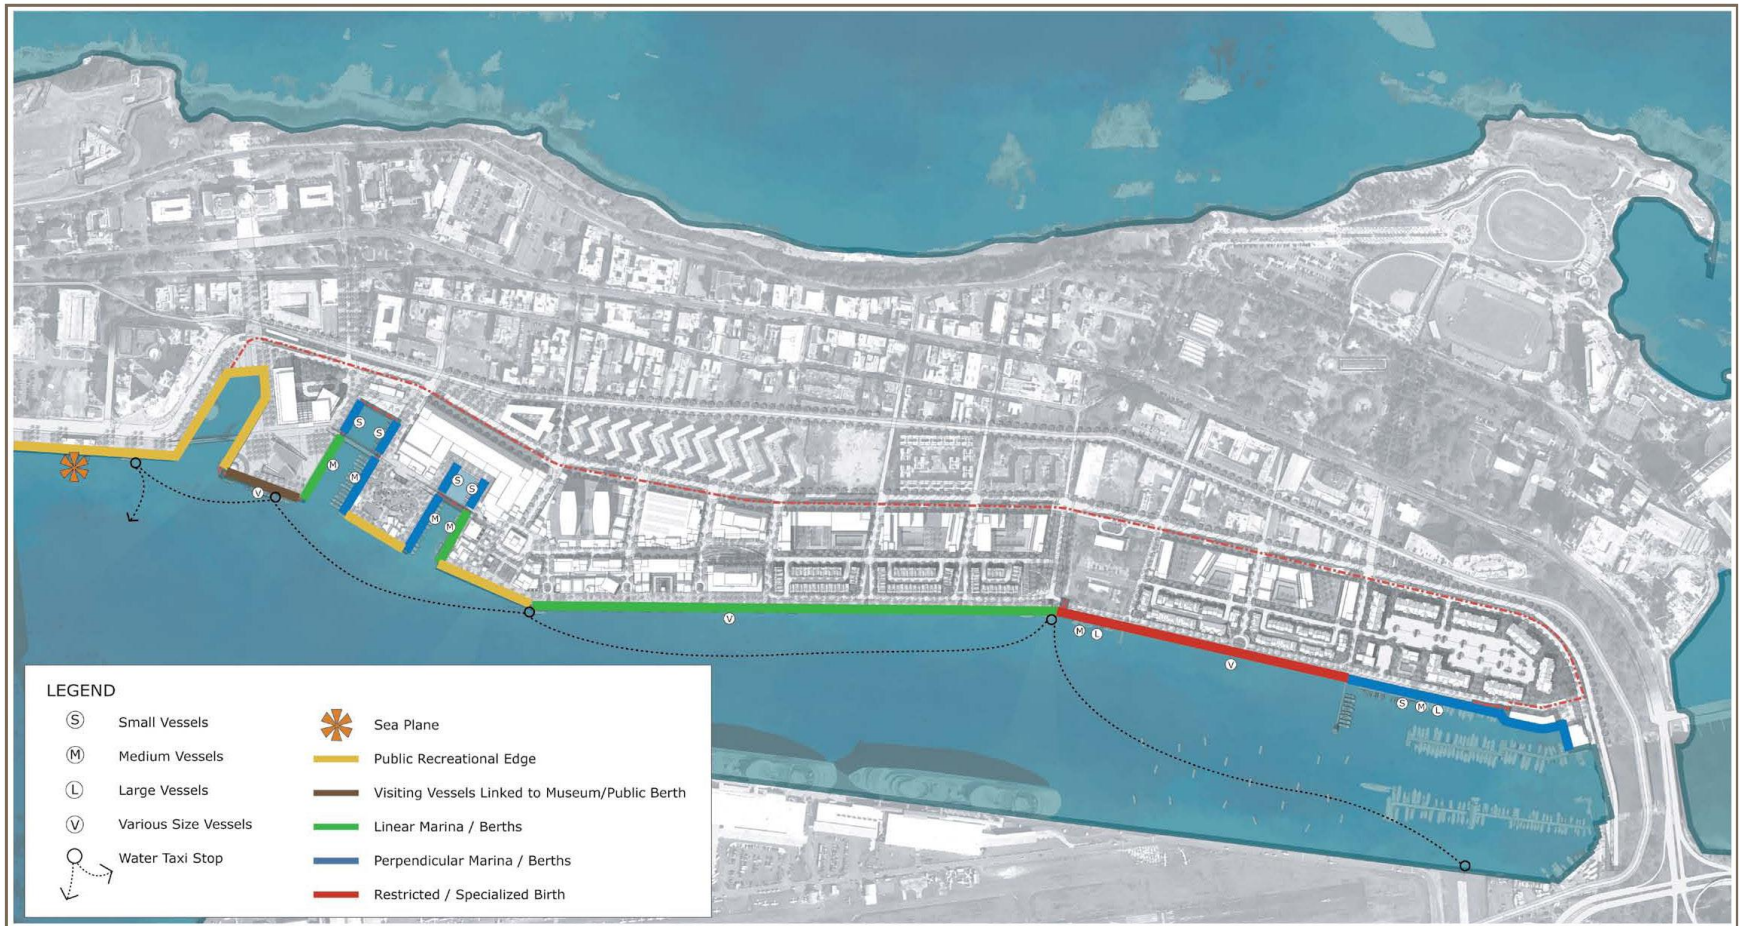 S
S
M
M
S
S
V
M
M
V
M L
V
S M L
LEGEND
S Small Vessels
M Medium Vessels
L Large Vessels
V Various Size Vessels
Water Taxi Stop
Sea Plane
Public Recreational Edge
Visiting Vessels Linked to Museum/Public Berth
Linear Marina / Berths
Perpendicular Marina / Berths
Restricted / Specialized Birth